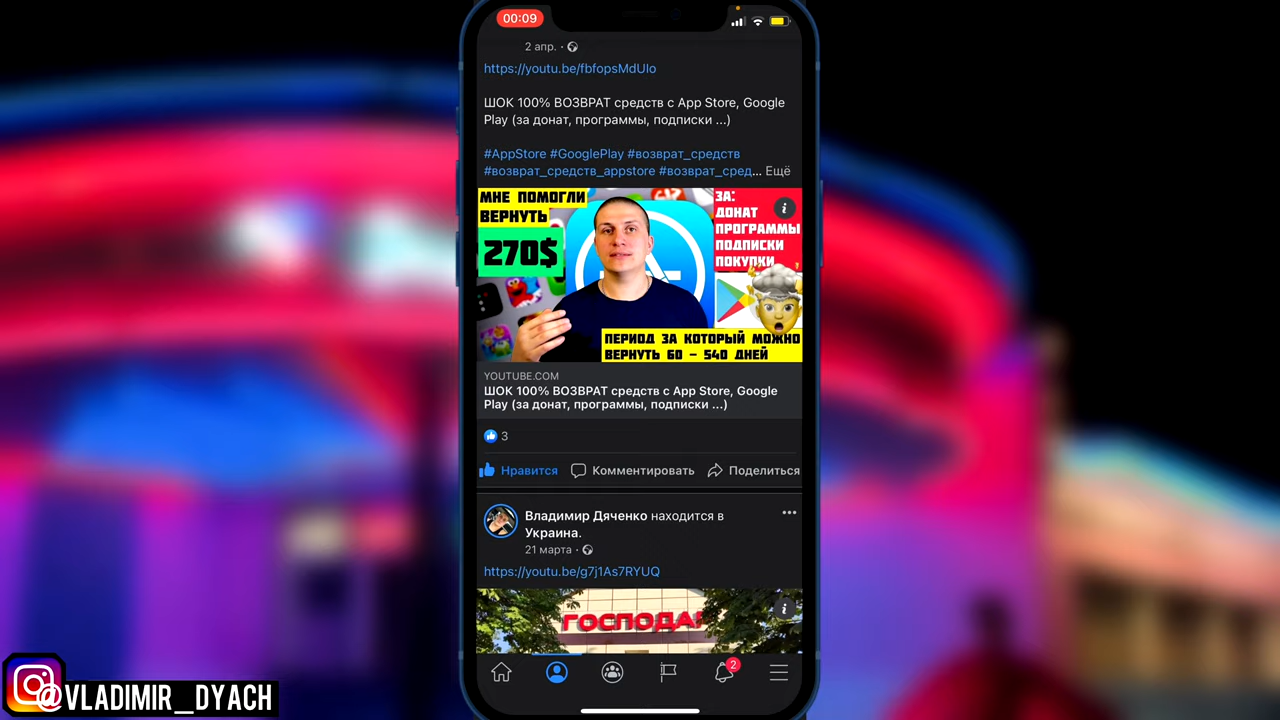 00:09
2 апр.
https://youtu.be/fbfopsMdUIo
ШОК 100% ВОЗВРАТ средств с App Store, Google
Play (за донат, программы, подписки ...)
#AppStore #GooglePlay #возврат_средств
#возврат_средств_appstore #возврат_сред... Ещё
МНЕ ПОМОГЛИ
ВЕРНУТЬ
270$
ЗА:
ДОНАТ
ПРОГРАММЫ
ПОДПИСКИ
ПОКУПКИ
ПЕРИОД ЗА КОТОРЫЙ МОЖНО
ВЕРНУТЬ 60 – 540 ДНЕЙ
YOUTUBE.COM
ШОК 100% ВОЗВРАТ средств с App Store, Google
Play (за донат, программы, подписки ...)
3
Нравится Комментировать Поделиться
Владимир Дяченко находится в
Украина.
21 марта
https://youtu.be/g7j1As7RYUQ
ГОСПОДА
2
@VLADIMIR_DYACH